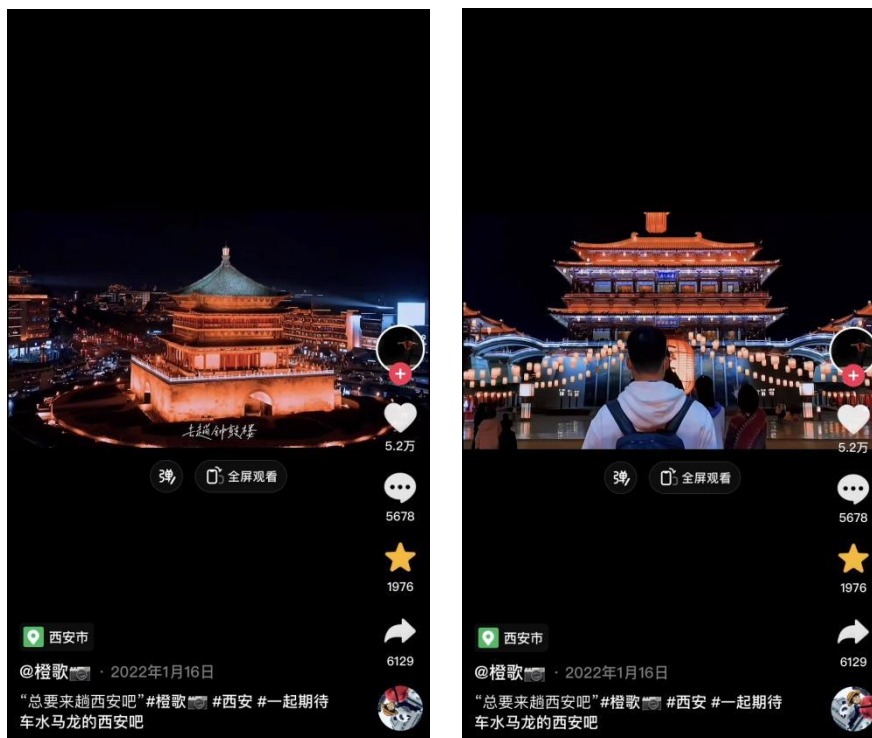 去趟钟鼓楼
5.2万
弹
全屏观看
5678
1976
西安市
6129
@橙歌 · 2022年1月16日
“总要来趟西安吧”#橙歌 #西安 #一起期待
车水马龙的西安吧
5.2万
弹
全屏观看
5678
1976
西安市
6129
@橙歌 · 2022年1月16日
“总要来趟西安吧”#橙歌 #西安 #一起期待
车水马龙的西安吧